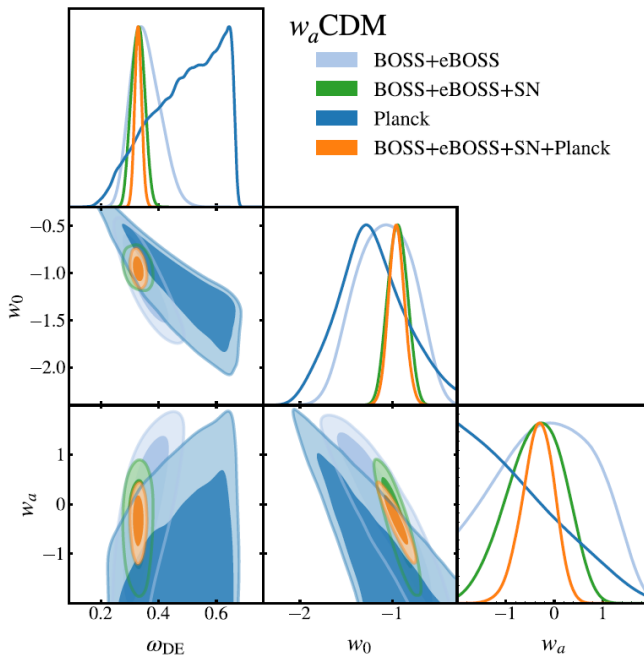 w_aCDM
BOSS+eBOSS
BOSS+eBOSS+SN
Planck
BOSS+eBOSS+SN+Planck
−0.5
−1.0
−1.5
−2.0
w_0
1
0
−1
w_a
0.2 0.4 0.6
−2 −1
−1 0 1
ω_DE
w_0
w_a